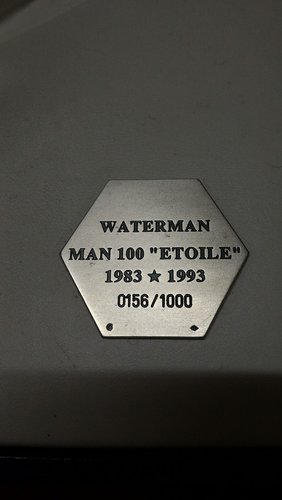 WATERMAN
MAN 100 "ETOILE"
1983 ★ 1993
0156/1000